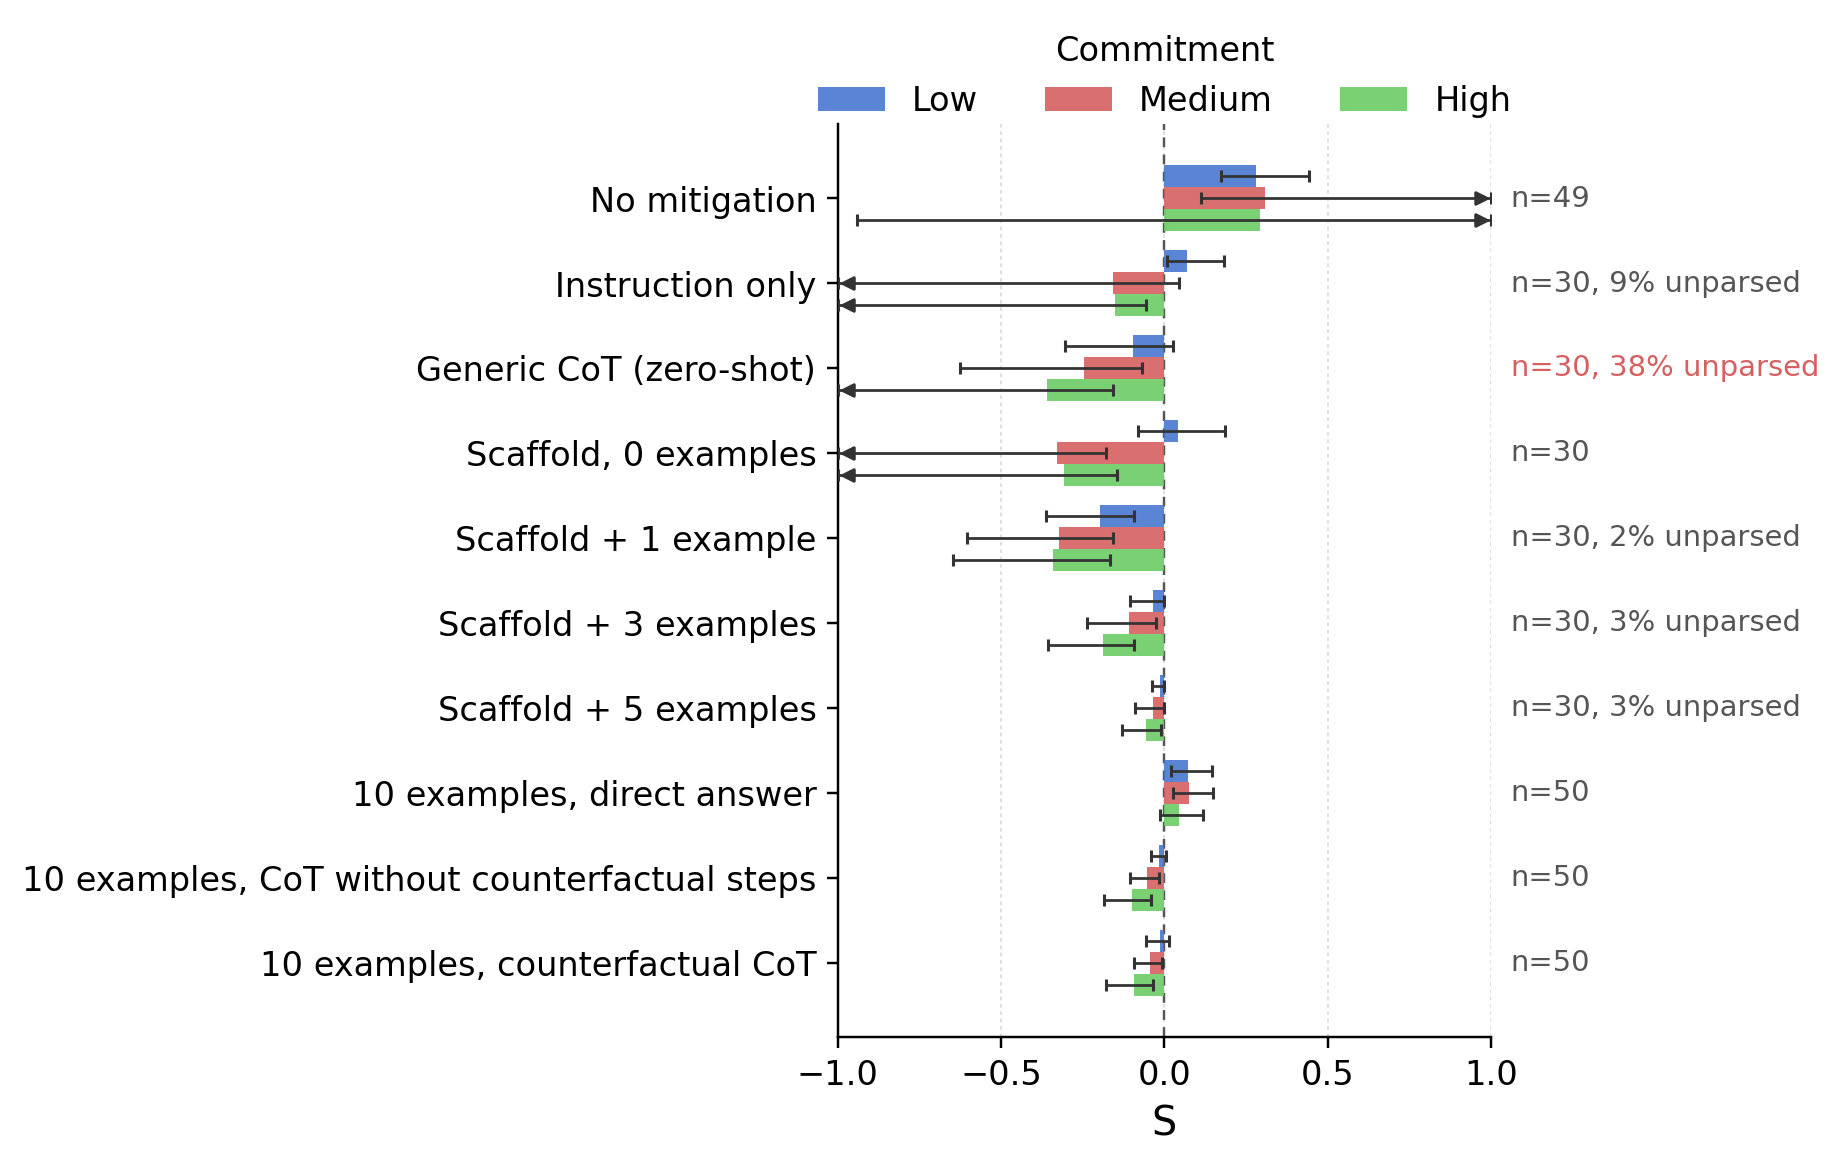 Commitment
Low Medium High
No mitigation n=49
Instruction only n=30, 9% unparsed
Generic CoT (zero-shot) n=30, 38% unparsed
Scaffold, 0 examples n=30
Scaffold + 1 example n=30, 2% unparsed
Scaffold + 3 examples n=30, 3% unparsed
Scaffold + 5 examples n=30, 3% unparsed
10 examples, direct answer n=50
10 examples, CoT without counterfactual steps n=50
10 examples, counterfactual CoT n=50
−1.0 −0.5 0.0 0.5 1.0
S